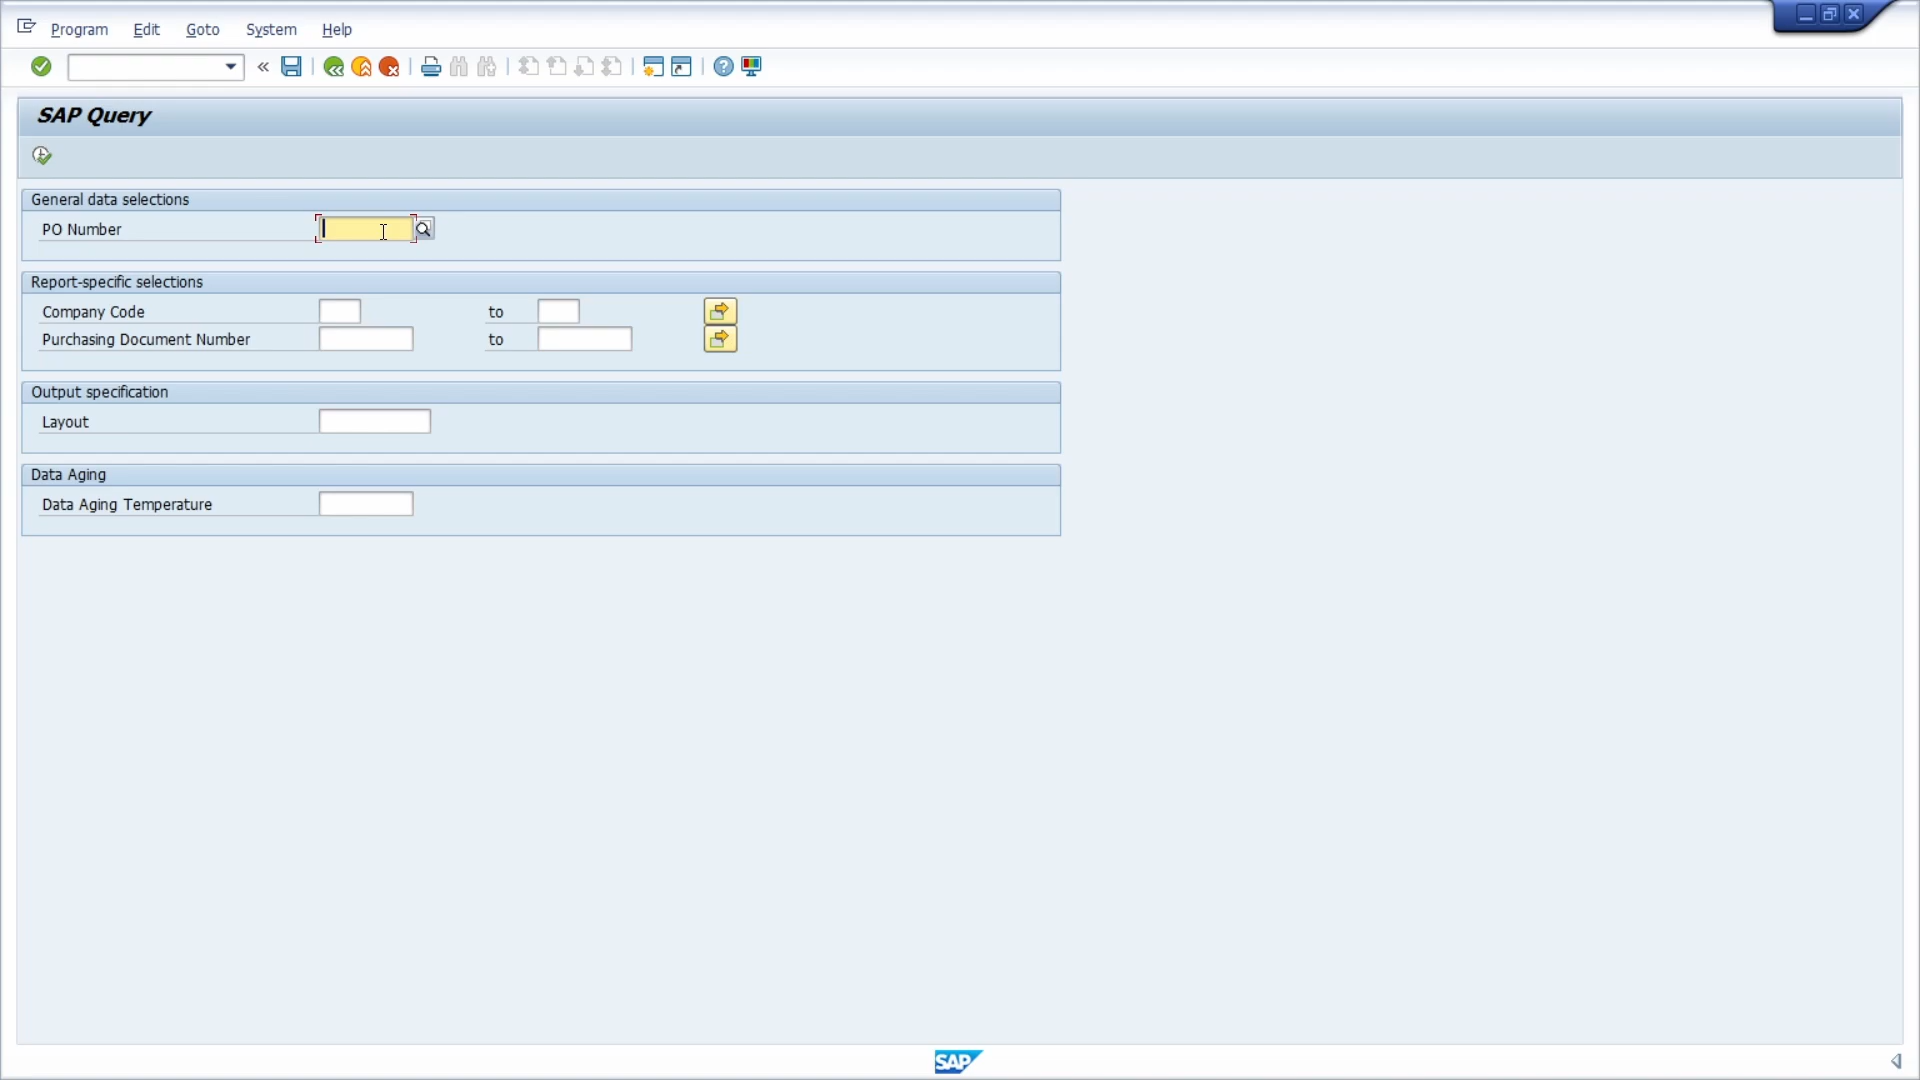 Program Edit Goto System Help
SAP Query
General data selections
PO Number
Report-specific selections
Company Code to
Purchasing Document Number to
Output specification
Layout
Data Aging
Data Aging Temperature
SAP